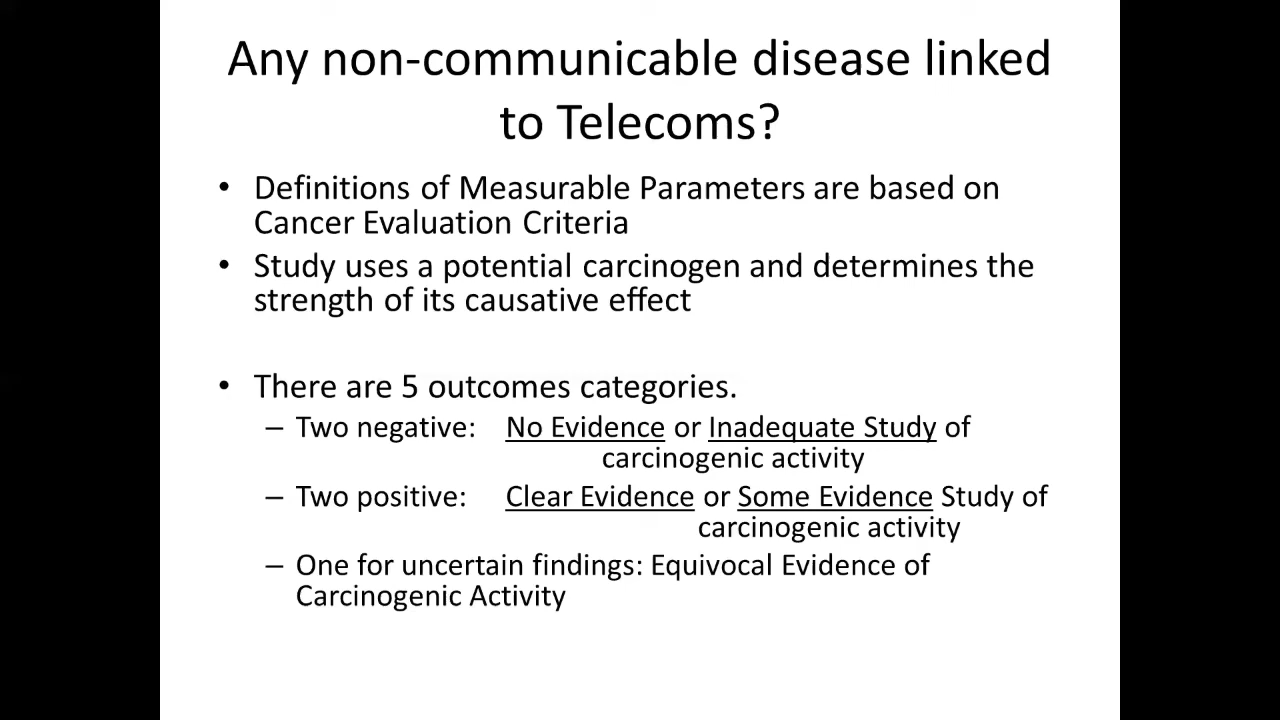 Any non-communicable disease linked
to Telecoms?
• Definitions of Measurable Parameters are based on
Cancer Evaluation Criteria
• Study uses a potential carcinogen and determines the
strength of its causative effect
• There are 5 outcomes categories.
– Two negative: No Evidence or Inadequate Study of
carcinogenic activity
– Two positive: Clear Evidence or Some Evidence Study of
carcinogenic activity
– One for uncertain findings: Equivocal Evidence of
Carcinogenic Activity